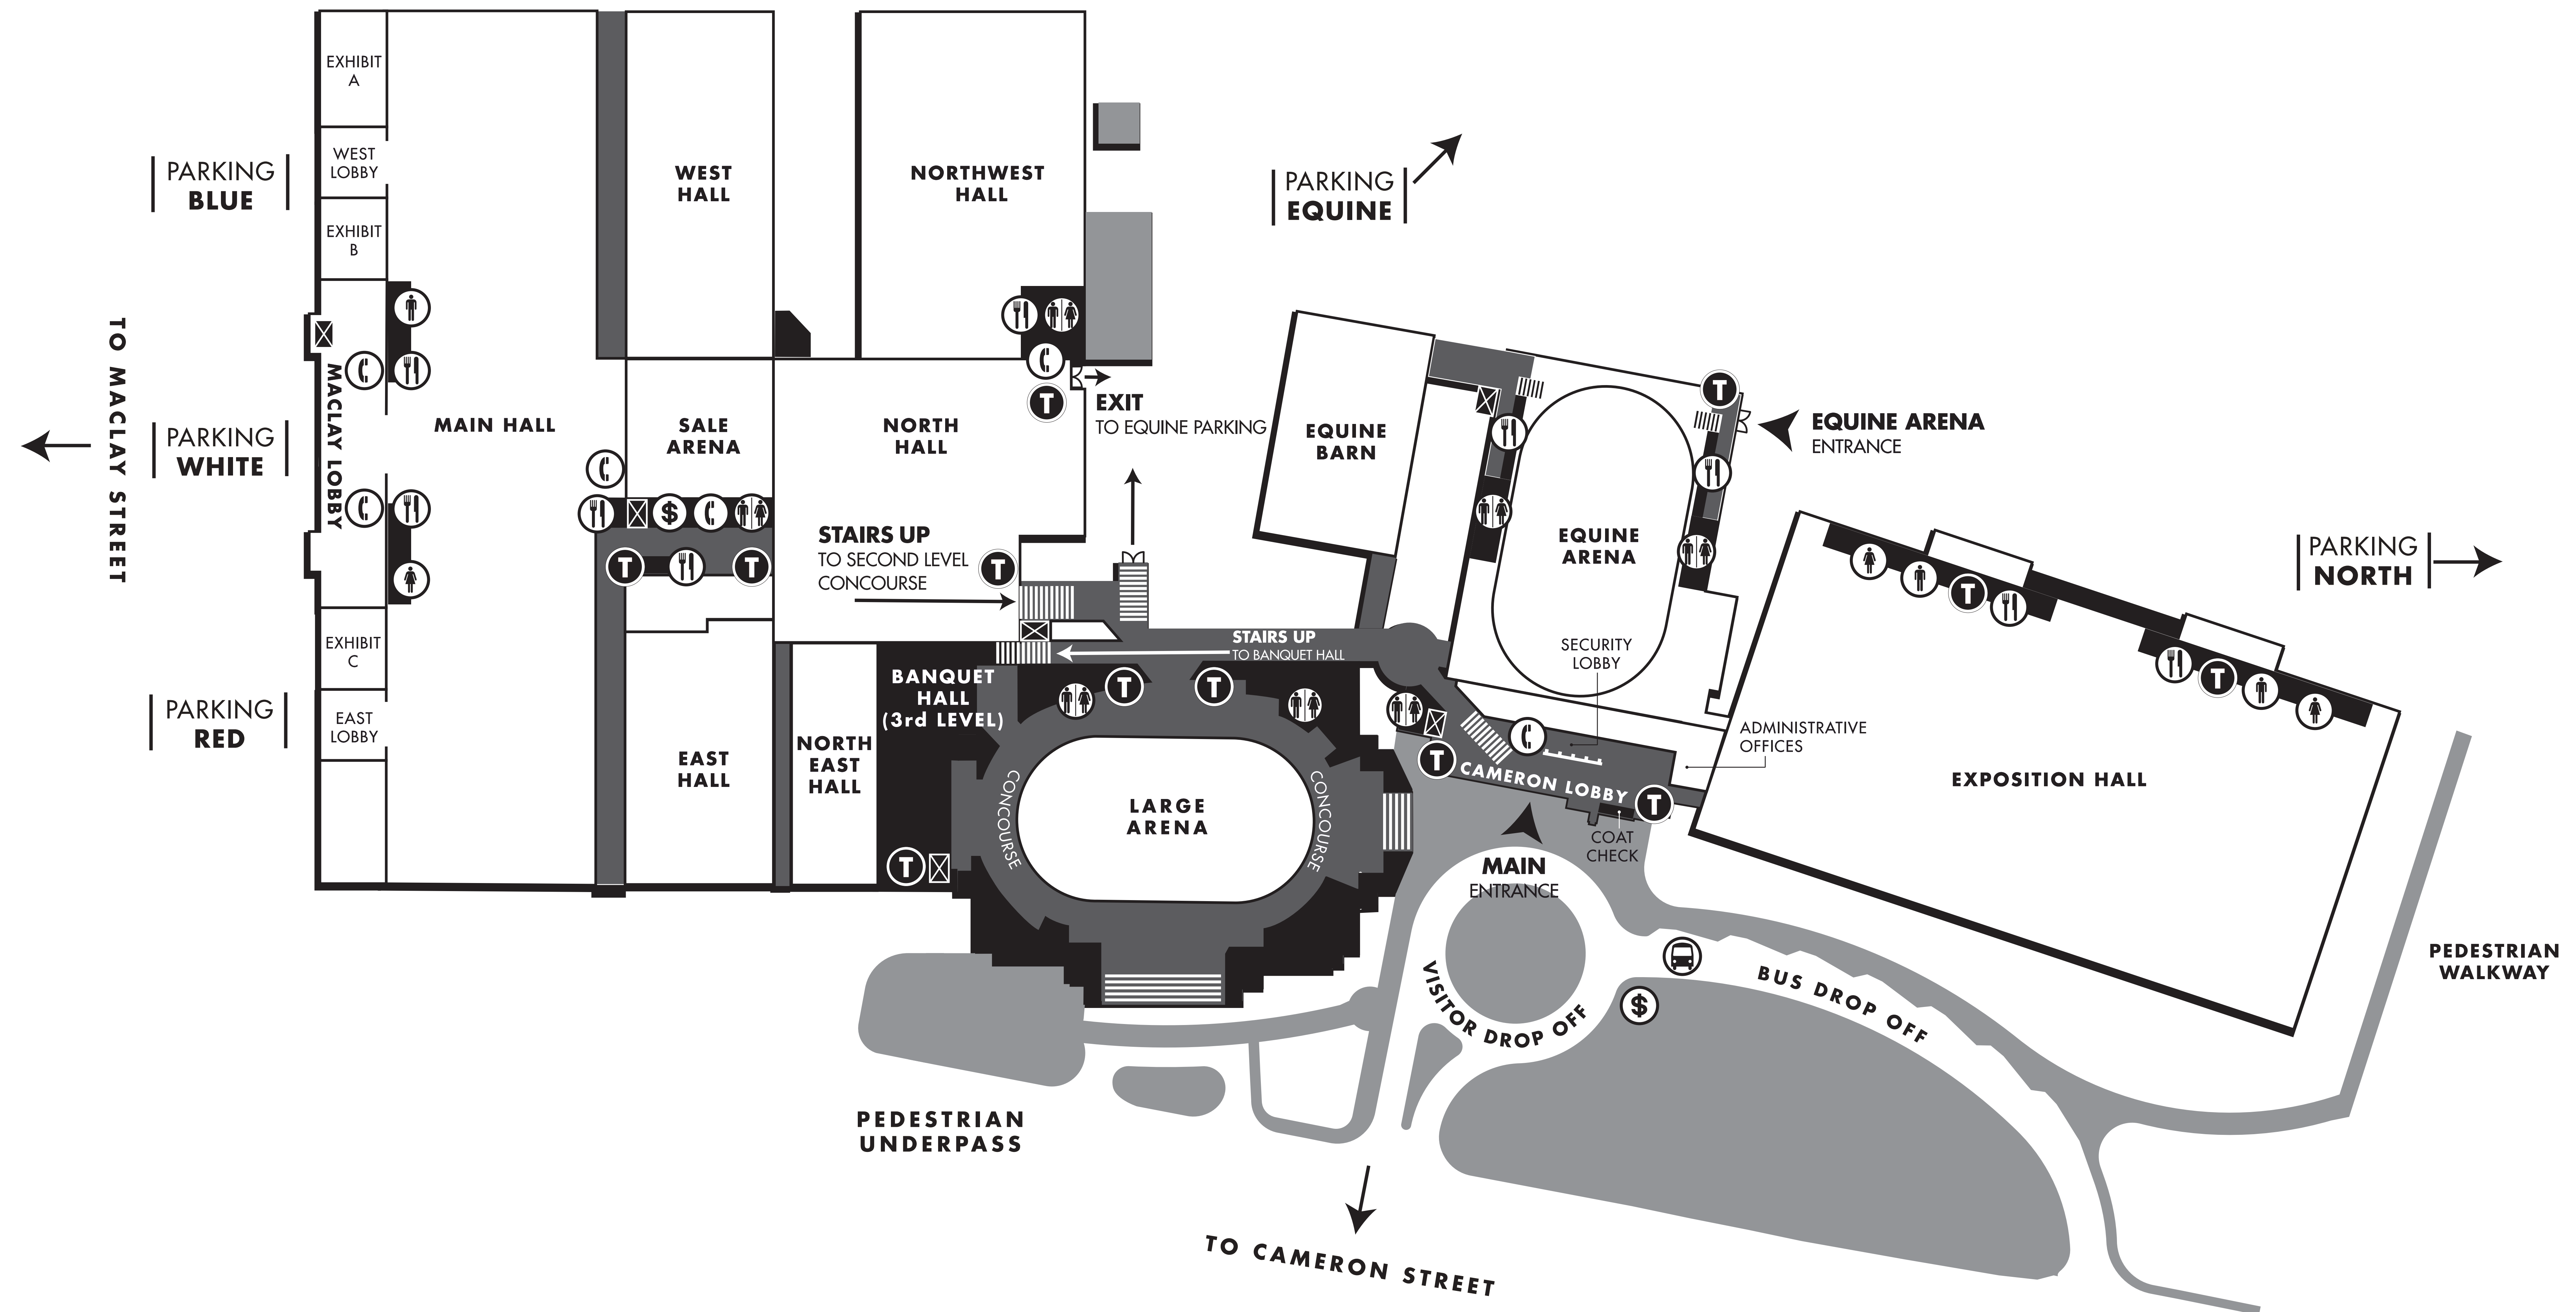 EXHIBIT
A
WEST
LOBBY
EXHIBIT
B
PARKING
BLUE
TO MACLAY STREET
PARKING
WHITE
MACLAY LOBBY
MAIN HALL
PARKING
RED
EXHIBIT
C
EAST
LOBBY
WEST
HALL
NORTHWEST
HALL
SALE
ARENA
NORTH
HALL
$
T
T
T
EXIT
TO EQUINE PARKING
STAIRS UP
TO SECOND LEVEL
CONCOURSE
T
STAIRS UP
TO BANQUET HALL
BANQUET
HALL
(3rd LEVEL)
EAST
HALL
NORTH
EAST
HALL
T
T
T
CONCOURSE
LARGE
ARENA
CONCOURSE
PARKING
EQUINE
EQUINE
BARN
EQUINE
ARENA
T
EQUINE ARENA
ENTRANCE
SECURITY
LOBBY
ADMINISTRATIVE
OFFICES
T
CAMERON LOBBY
T
COAT
CHECK
MAIN
ENTRANCE
T
T
EXPOSITION HALL
PARKING
NORTH
PEDESTRIAN
WALKWAY
VISITOR DROP OFF
$
BUS DROP OFF
PEDESTRIAN
UNDERPASS
TO CAMERON STREET